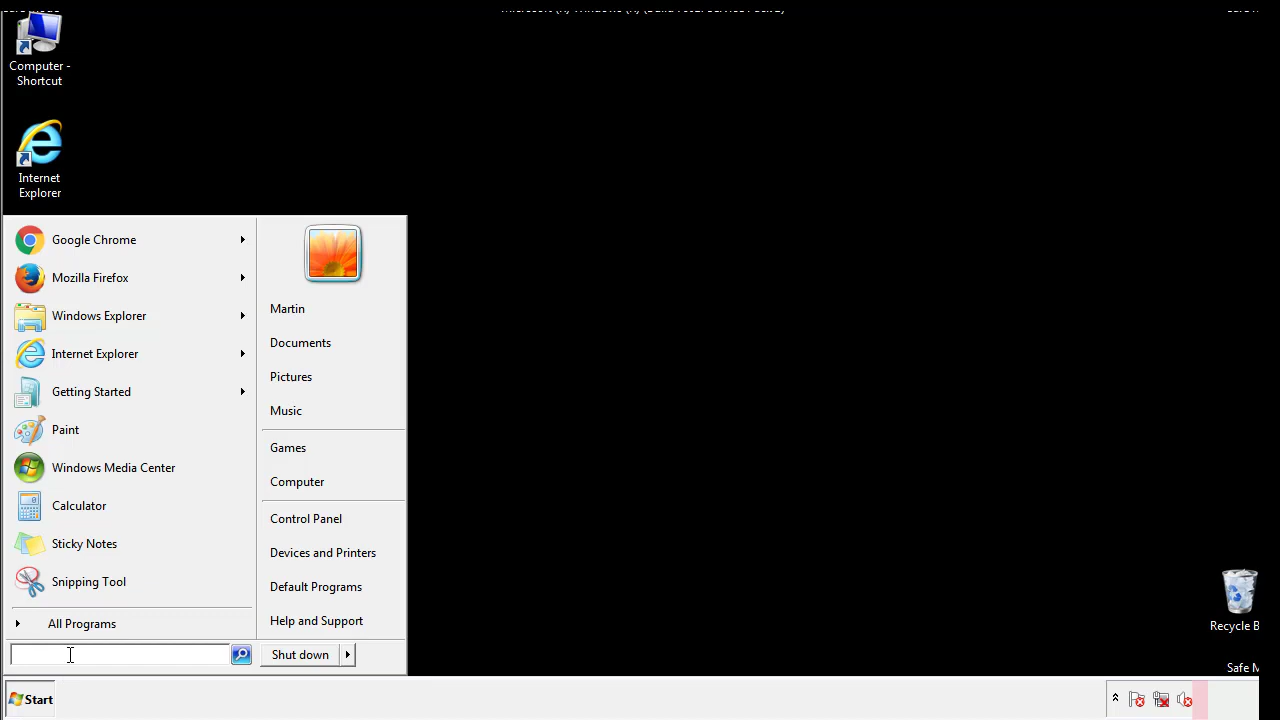 Computer -
Shortcut
Internet
Explorer
Google Chrome
Mozilla Firefox
Windows Explorer
Internet Explorer
Getting Started
Paint
Windows Media Center
Calculator
Sticky Notes
Snipping Tool
All Programs
Martin
Documents
Pictures
Music
Games
Computer
Control Panel
Devices and Printers
Default Programs
Help and Support
Shut down
Recycle B
Safe M
Start